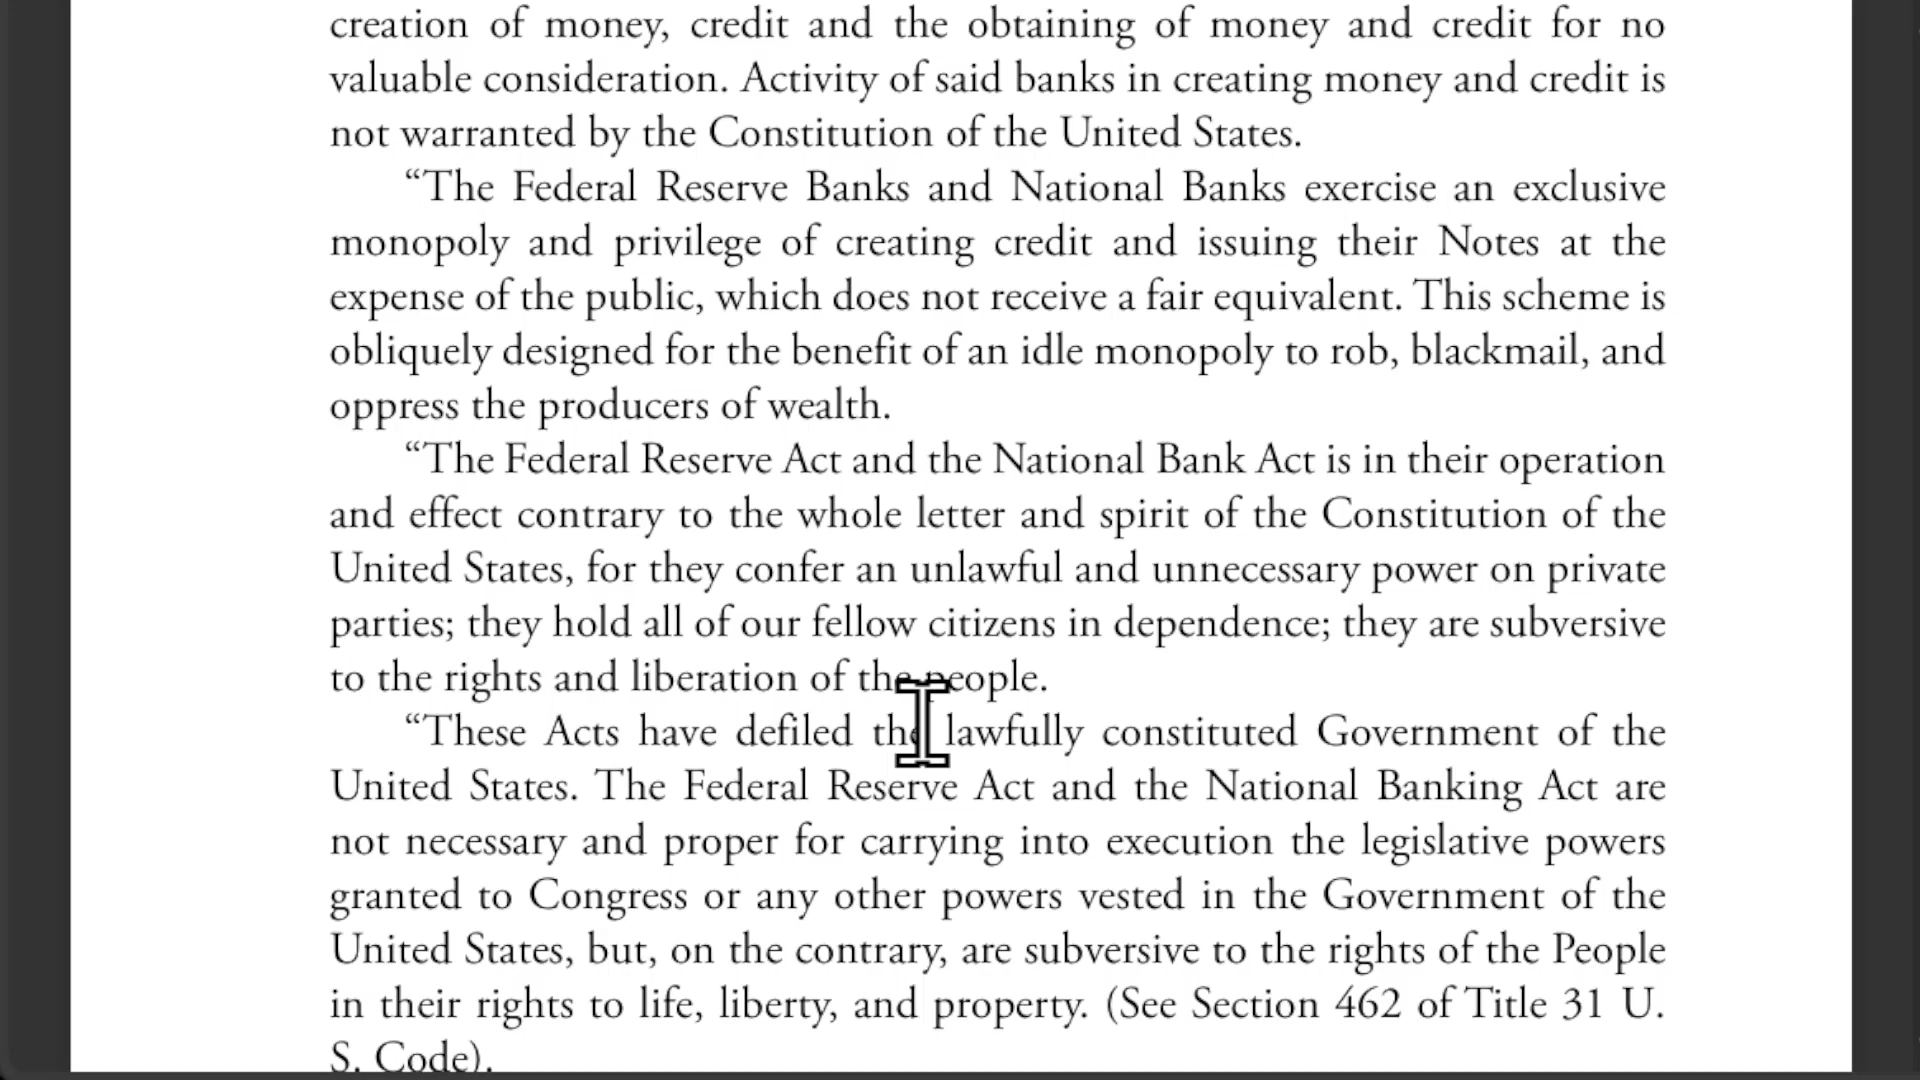 creation of money, credit and the obtaining of money and credit for no
valuable consideration. Activity of said banks in creating money and credit is
not warranted by the Constitution of the United States.
“The Federal Reserve Banks and National Banks exercise an exclusive
monopoly and privilege of creating credit and issuing their Notes at the
expense of the public, which does not receive a fair equivalent. This scheme is
obliquely designed for the benefit of an idle monopoly to rob, blackmail, and
oppress the producers of wealth.
“The Federal Reserve Act and the National Bank Act is in their operation
and effect contrary to the whole letter and spirit of the Constitution of the
United States, for they confer an unlawful and unnecessary power on private
parties; they hold all of our fellow citizens in dependence; they are subversive
to the rights and liberation of the people.
“These Acts have defiled the lawfully constituted Government of the
United States. The Federal Reserve Act and the National Banking Act are
not necessary and proper for carrying into execution the legislative powers
granted to Congress or any other powers vested in the Government of the
United States, but, on the contrary, are subversive to the rights of the People
in their rights to life, liberty, and property. (See Section 462 of Title 31 U.
S. Code).